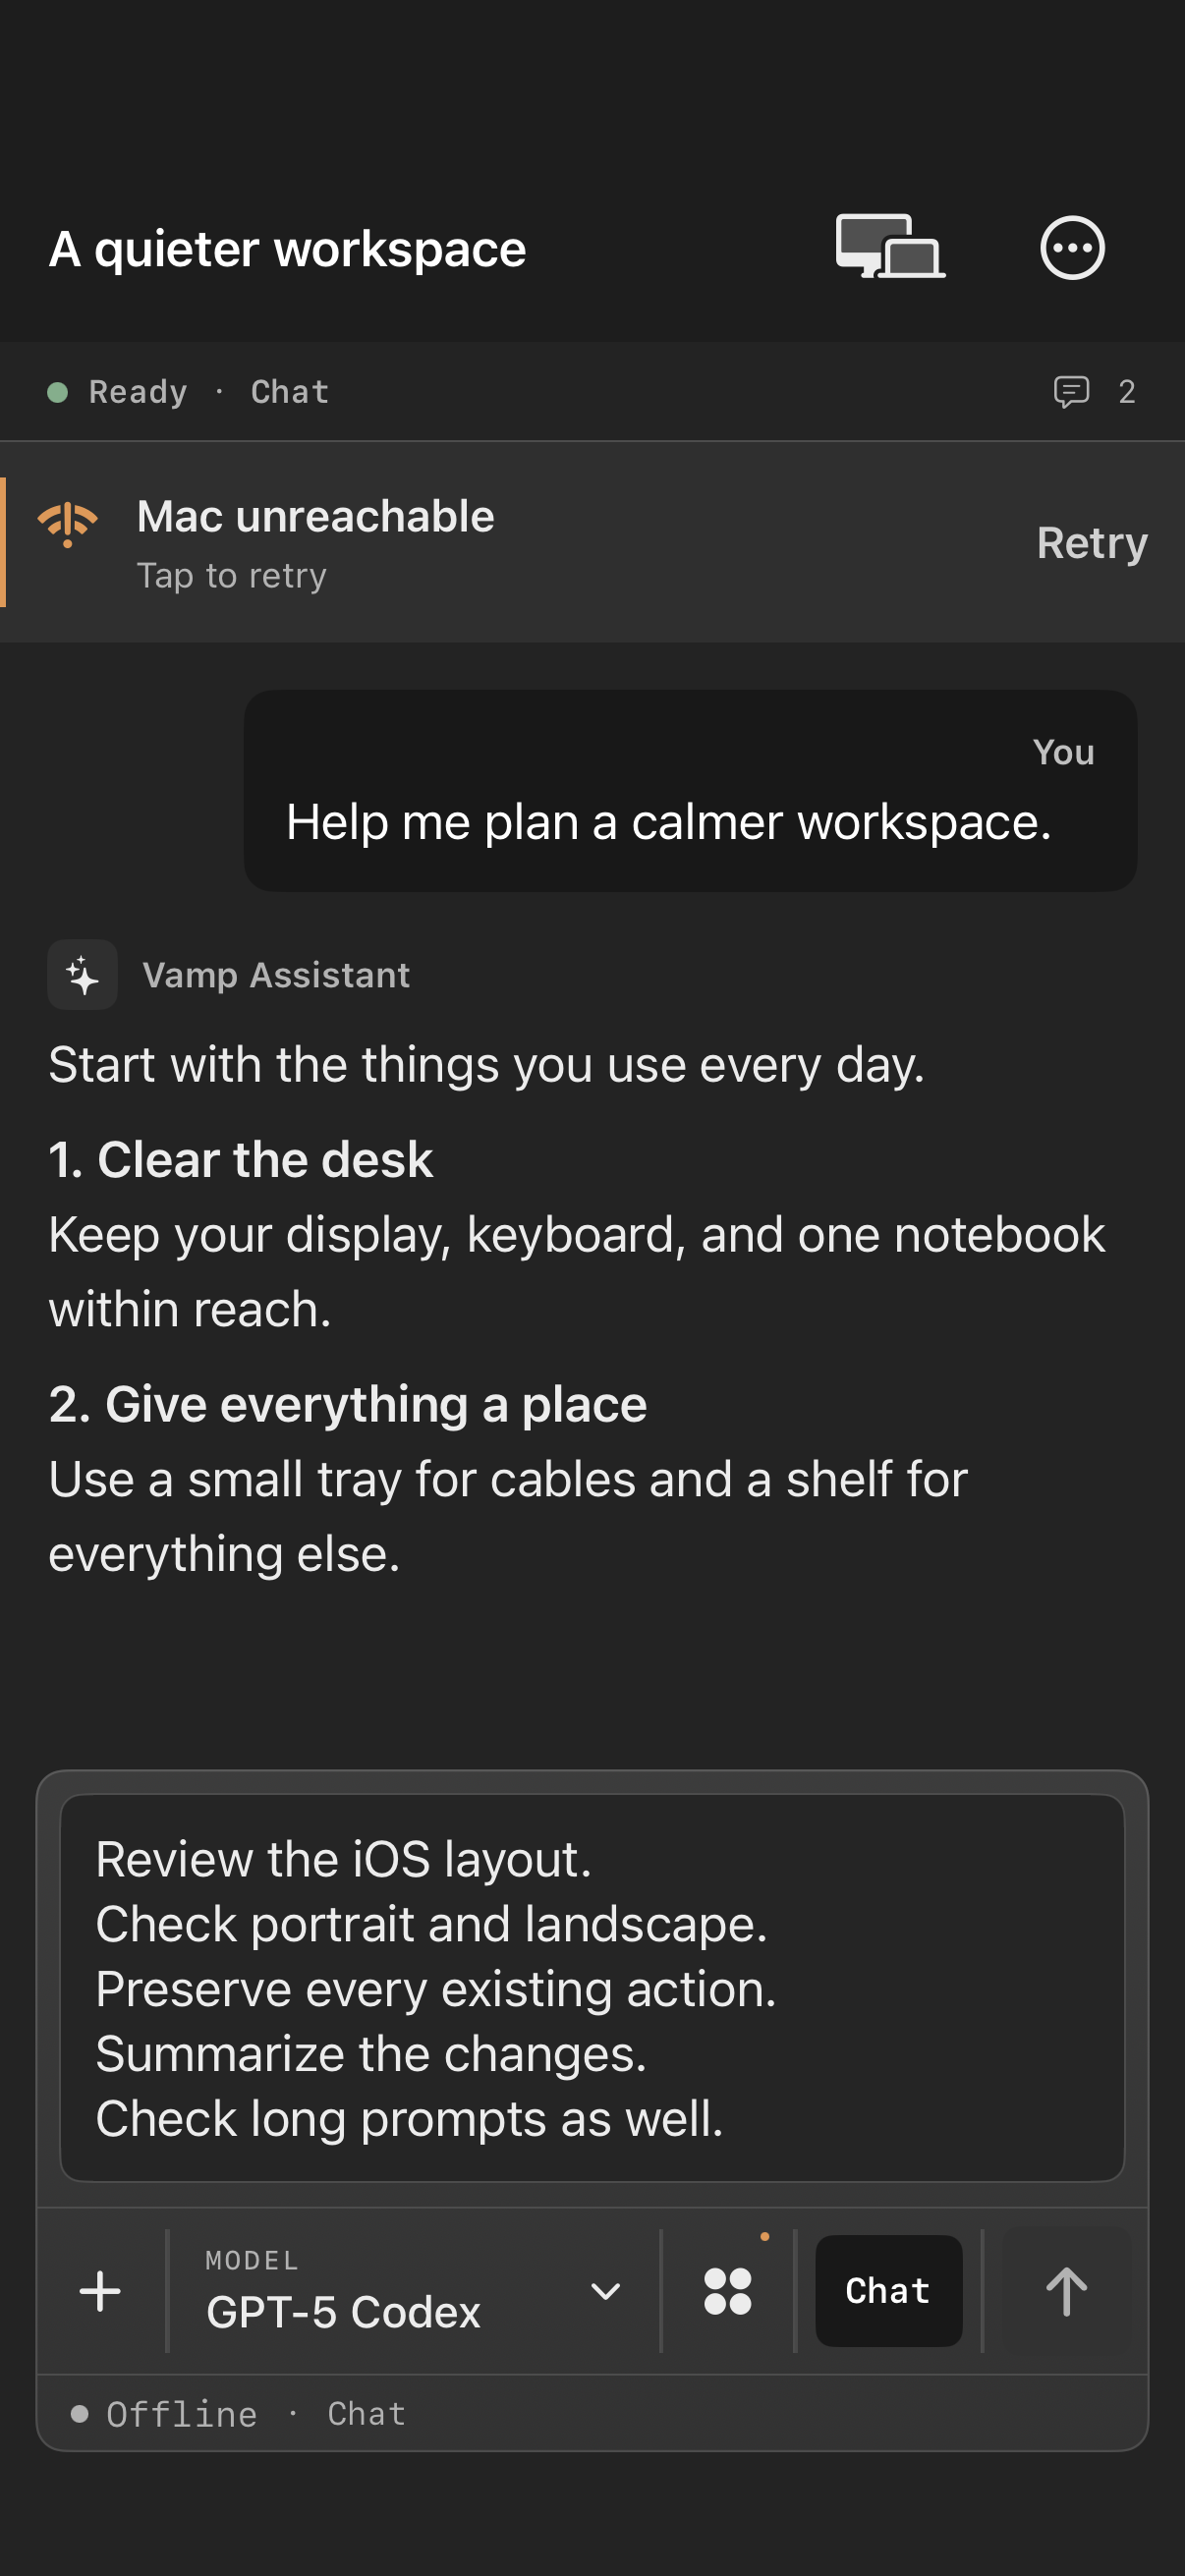 A quieter workspace
Ready · Chat
2
Mac unreachable
Tap to retry
Retry
You
Help me plan a calmer workspace.
Vamp Assistant
Start with the things you use every day.
1. Clear the desk
Keep your display, keyboard, and one notebook
within reach.
2. Give everything a place
Use a small tray for cables and a shelf for
everything else.
Review the iOS layout.
Check portrait and landscape.
Preserve every existing action.
Summarize the changes.
Check long prompts as well.
MODEL
GPT-5 Codex
Chat
Offline · Chat